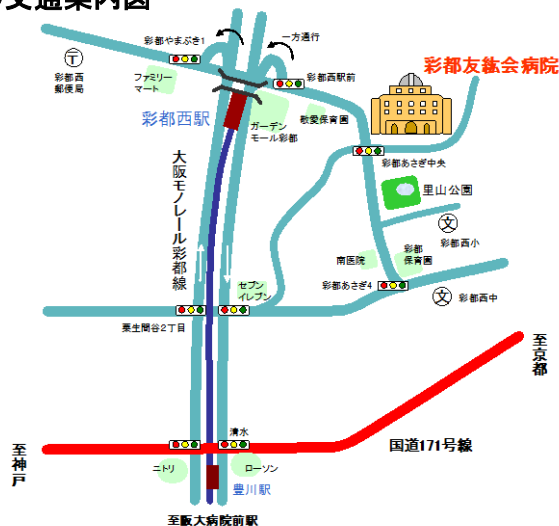 交通案内図
彩都やまぶき1
一方通行
〒
彩都西
郵便局
ファミリー
マート
彩都西駅前
彩都友紘会病院
彩都西駅
ガーデン
モール彩都
敬愛保育園
彩都あさぎ中央
大阪モノレール彩都線
里山公園
文
彩都西小
南医院
彩都
保育園
セブン
イレブン
彩都あさぎ4
文
彩都西中
粟生間谷2丁目
至京都
清水
国道171号線
至神戸
ニトリ
ローソン
豊川駅
至阪大病院前駅